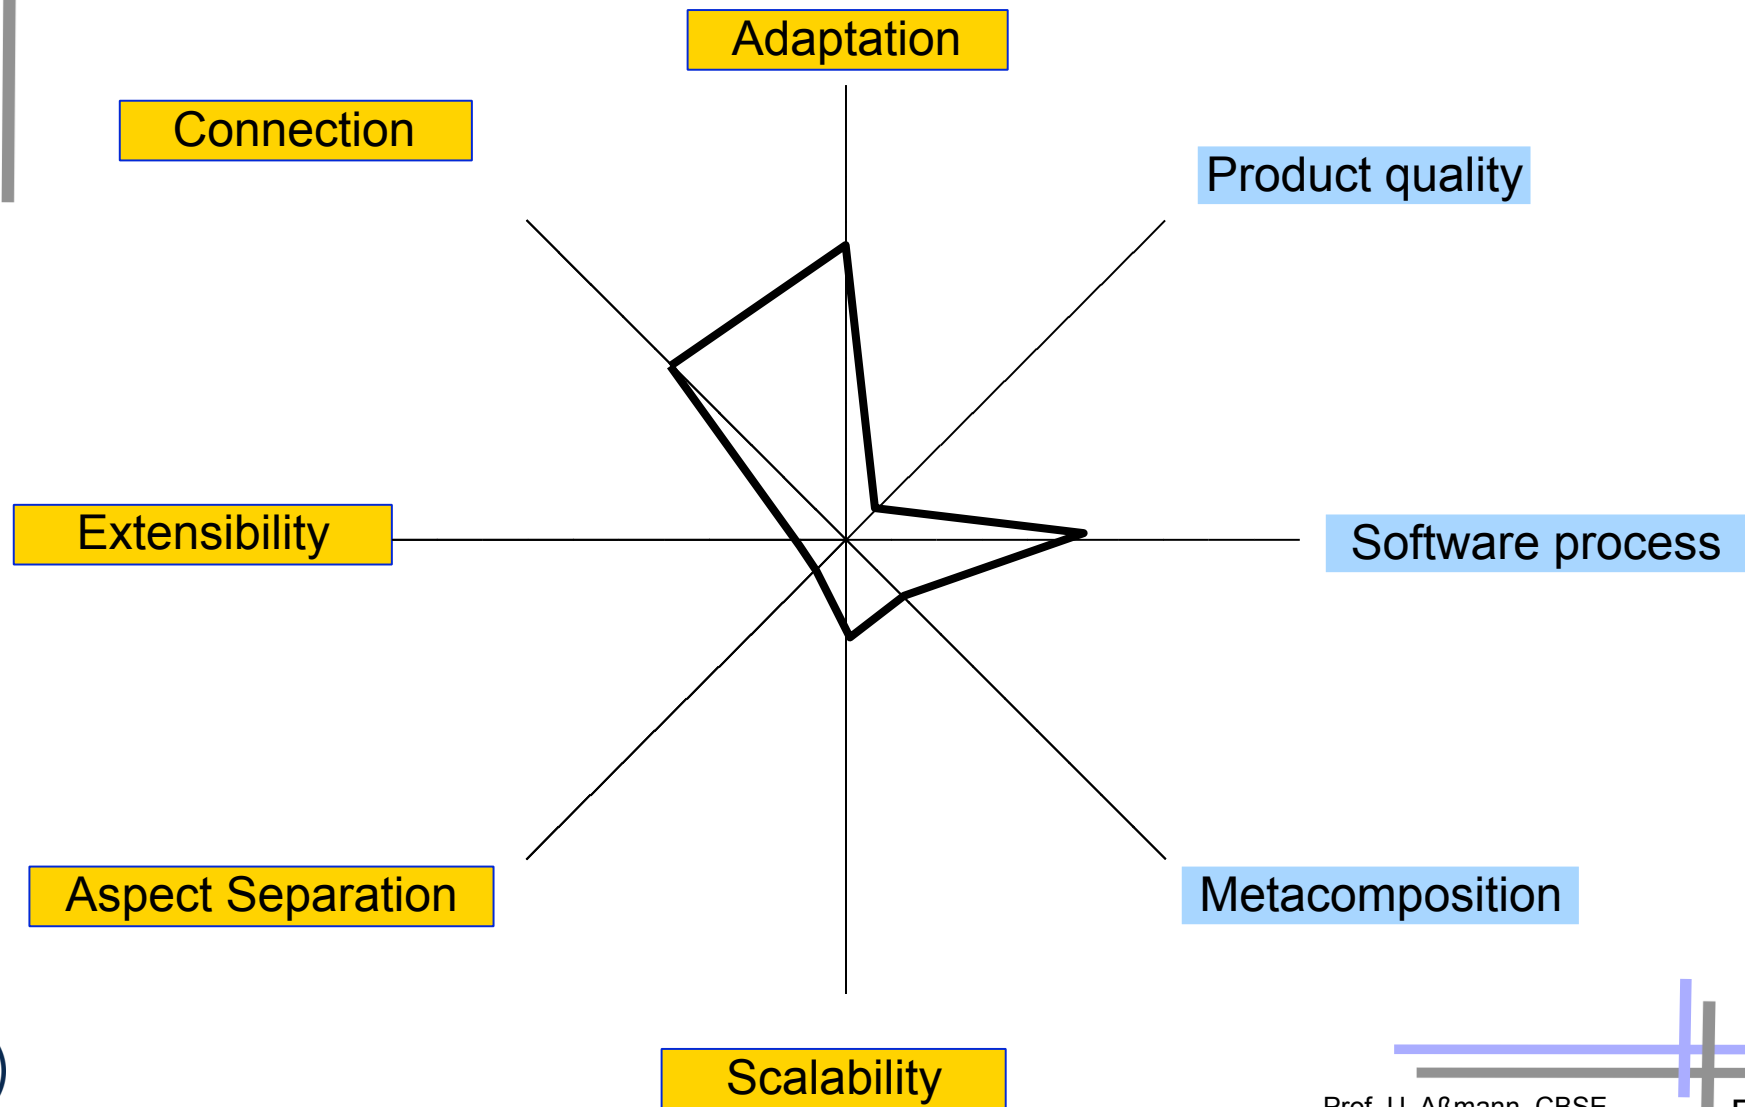 Adaptation
Connection
Product quality
Extensibility
Software process
Aspect Separation
Metacomposition
Scalability
Prof. U. Aßmann, CBSE